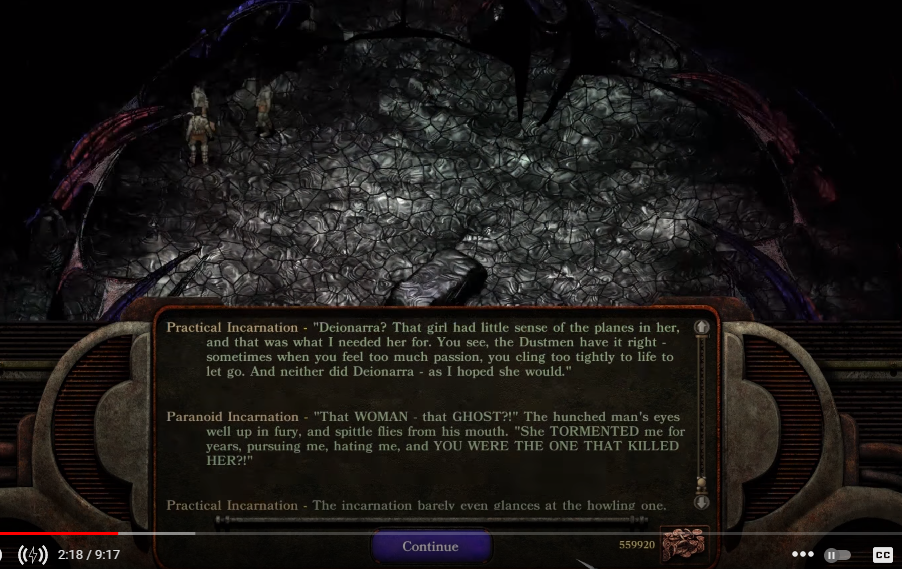 Practical Incarnation - "Deionarra? That girl had little sense of the planes in her,
and that was what I needed her for. You see, the Dustmen have it right -
sometimes when you feel too much passion, you cling too tightly to life to
let go. And neither did Deionarra - as I hoped she would."
Paranoid Incarnation - "That WOMAN - that GHOST?!" The hunched man's eyes
well up in fury, and spittle flies from his mouth. "She TORMENTED me for
years, pursuing me, hating me, and YOU WERE THE ONE THAT KILLED
HER?!"
Practical Incarnation - The incarnation barely even glances at the howling one.
Continue
559920
2:18 / 9:17
CC